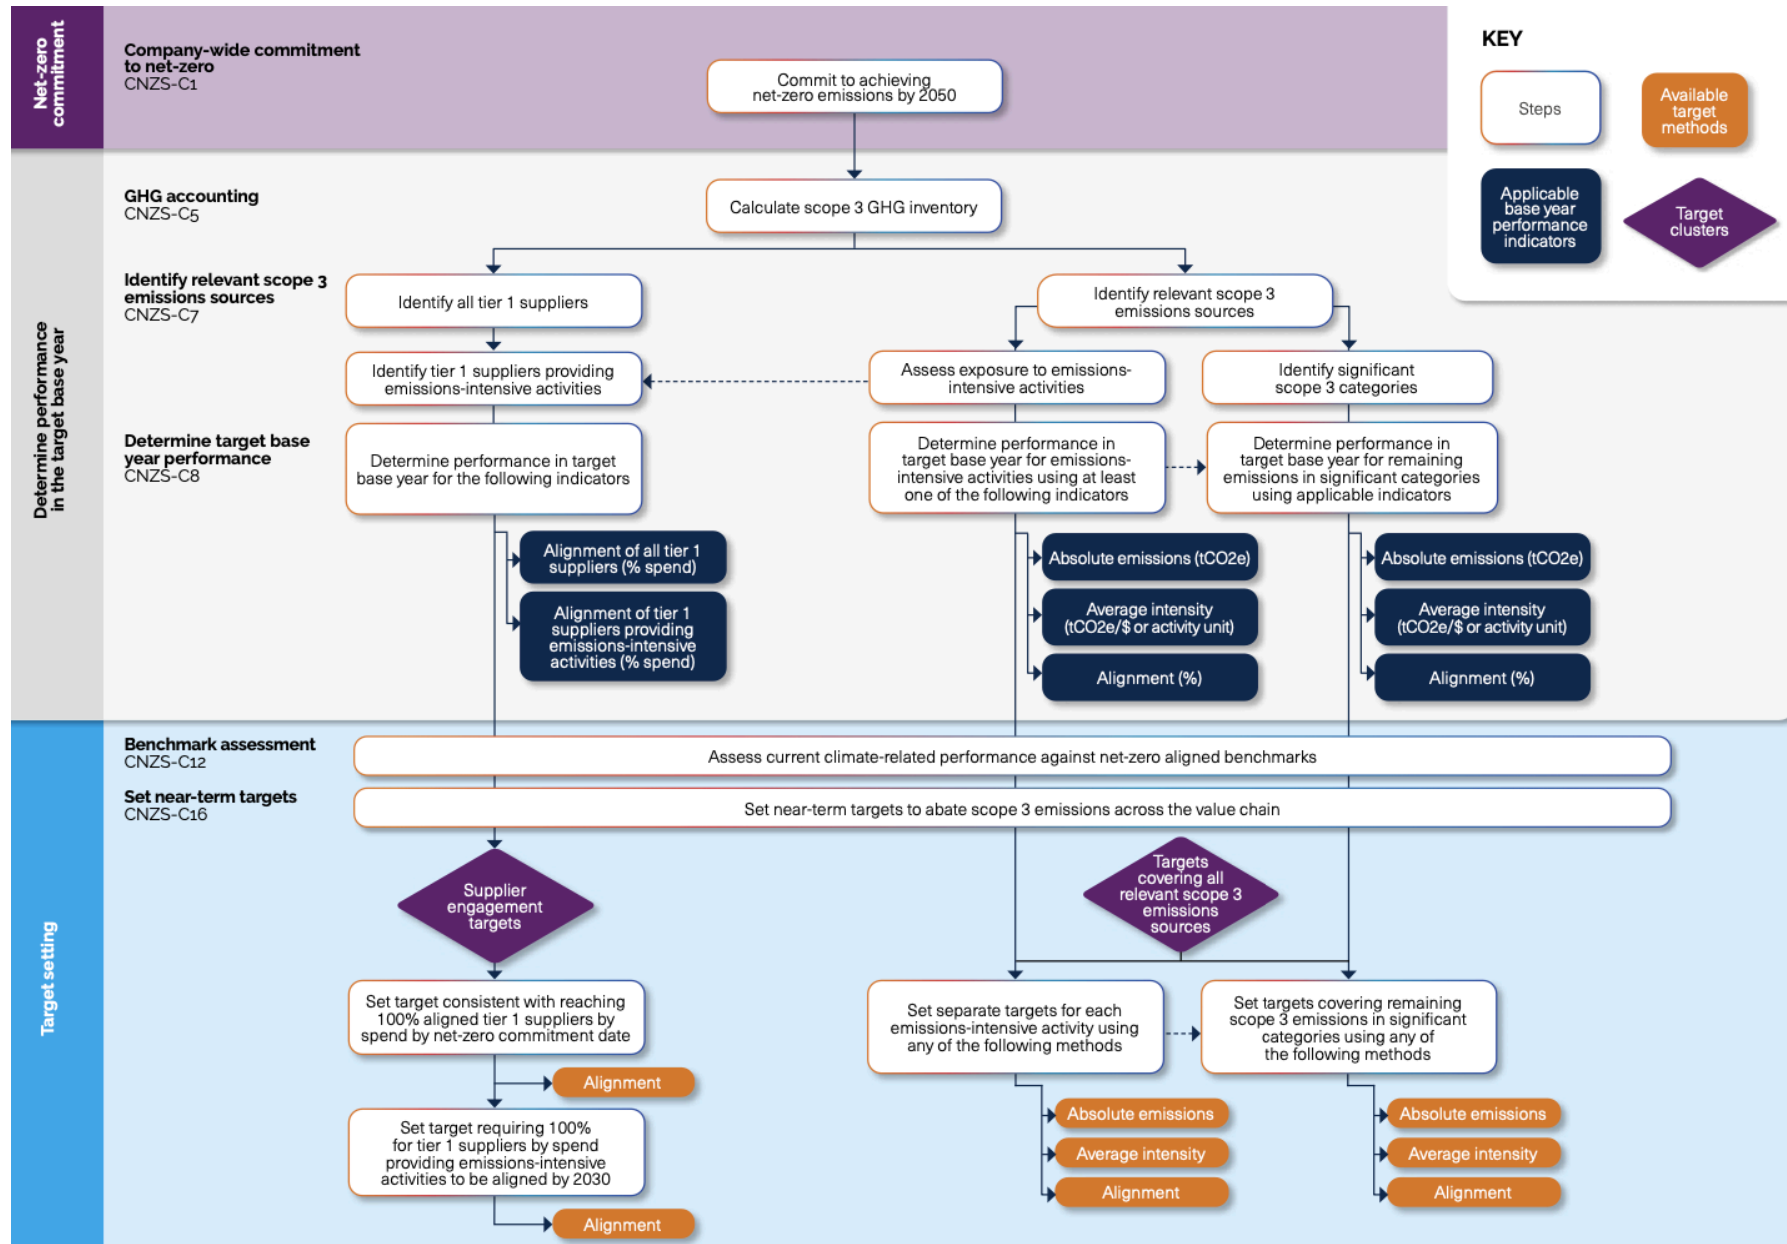 Net-zero
commitment
Company-wide commitment
to net-zero
CNZS-C1
Commit to achieving
net-zero emissions by 2050
KEY
Steps
Available
target
methods
Applicable
base year
performance
indicators
Target
clusters
Determine performance
in the target base year
GHG accounting
CNZS-C5
Calculate scope 3 GHG inventory
Identify relevant scope 3
emissions sources
CNZS-C7
Identify all tier 1 suppliers
Identify relevant scope 3
emissions sources
Identify tier 1 suppliers providing
emissions-intensive activities
Assess exposure to emissions-
intensive activities
Identify significant
scope 3 categories
Determine target base
year performance
CNZS-C8
Determine performance in target
base year for the following indicators
Determine performance in
target base year for emissions-
intensive activities using at least
one of the following indicators
Determine performance in
target base year for remaining
emissions in significant categories
using applicable indicators
Alignment of all tier 1
suppliers (% spend)
Alignment of tier 1
suppliers providing
emissions-intensive
activities (% spend)
Absolute emissions (tCO2e)
Average intensity
(tCO2e/$ or activity unit)
Alignment (%)
Absolute emissions (tCO2e)
Average intensity
(tCO2e/$ or activity unit)
Alignment (%)
Target setting
Benchmark assessment
CNZS-C12
Assess current climate-related performance against net-zero aligned benchmarks
Set near-term targets
CNZS-C16
Set near-term targets to abate scope 3 emissions across the value chain
Supplier
engagement
targets
Targets
covering all
relevant scope 3
emissions
sources
Set target consistent with reaching
100% aligned tier 1 suppliers by
spend by net-zero commitment date
Alignment
Set target requiring 100%
for tier 1 suppliers by spend
providing emissions-intensive
activities to be aligned by 2030
Alignment
Set separate targets for each
emissions-intensive activity using
any of the following methods
Absolute emissions
Average intensity
Alignment
Set targets covering remaining
scope 3 emissions in significant
categories using any of
the following methods
Absolute emissions
Average intensity
Alignment